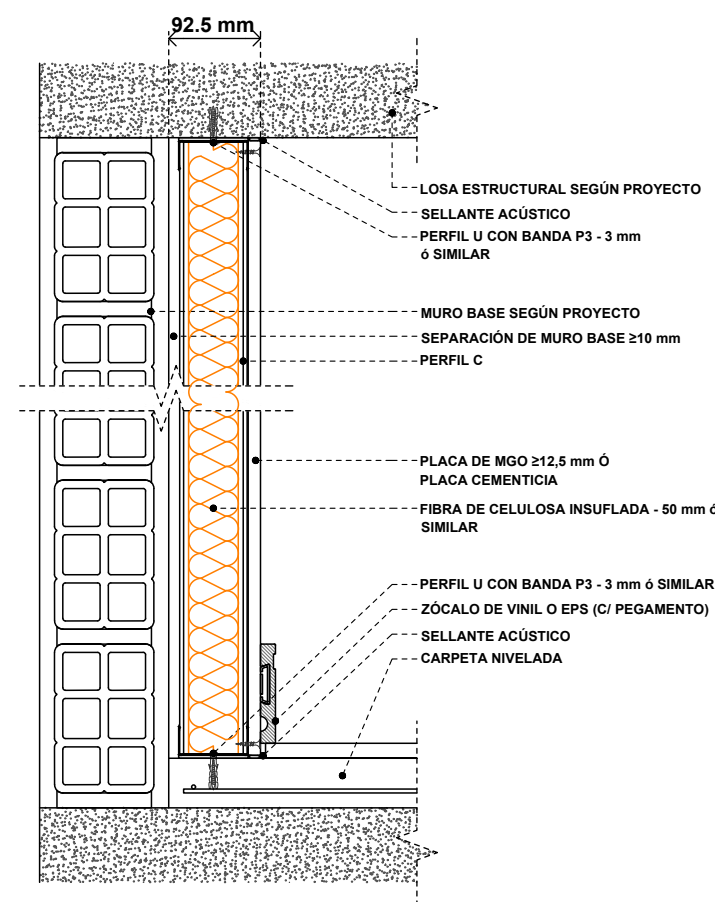 92.5 mm
LOSA ESTRUCTURAL SEGÚN PROYECTO
SELLANTE ACÚSTICO
PERFIL U CON BANDA P3 - 3 mm
ó SIMILAR
MURO BASE SEGÚN PROYECTO
SEPARACIÓN DE MURO BASE ≥10 mm
PERFIL C
PLACA DE MGO ≥12,5 mm Ó
PLACA CEMENTICIA
FIBRA DE CELULOSA INSUFLADA - 50 mm ó
SIMILAR
PERFIL U CON BANDA P3 - 3 mm ó SIMILAR
ZÓCALO DE VINIL O EPS (C/ PEGAMENTO)
SELLANTE ACÚSTICO
CARPETA NIVELADA